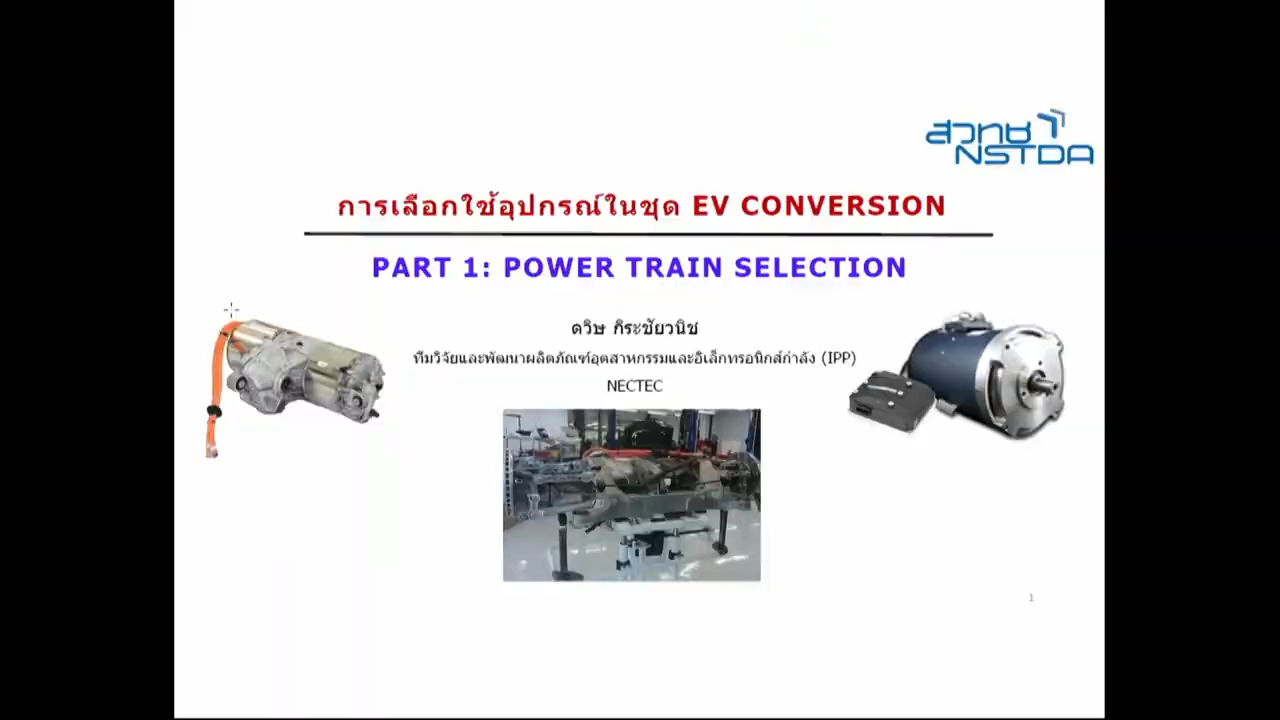 สวทช
NSTDA
การเลือกใช้อุปกรณ์ในชุด EV CONVERSION
PART 1: POWER TRAIN SELECTION
ดวิษ กิระชัยวนิช
ทีมวิจัยและพัฒนาผลิตภัณฑ์อุตสาหกรรมและอิเล็กทรอนิกส์กำลัง (IPP)
NECTEC
1